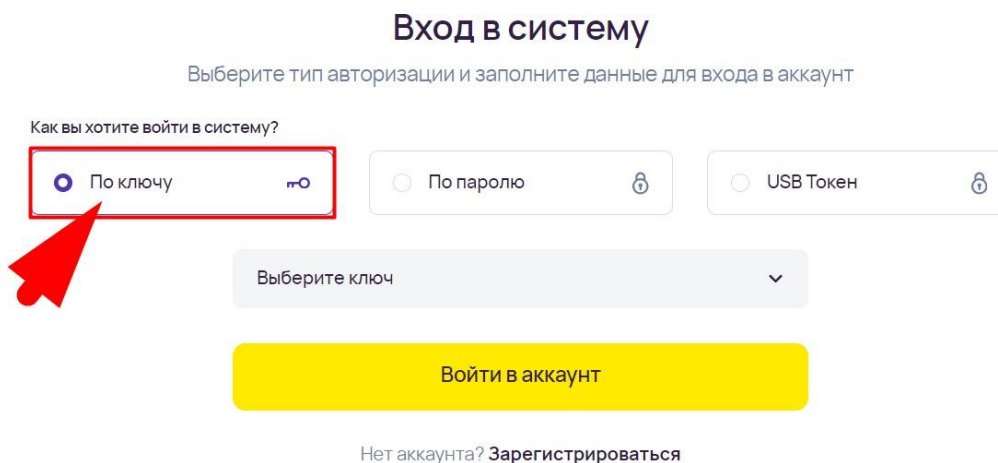 Вход в систему
Выберите тип авторизации и заполните данные для входа в аккаунт
Как вы хотите войти в систему?
По ключу
По паролю
USB Токен
Выберите ключ
Войти в аккаунт
Нет аккаунта? Зарегистрироваться